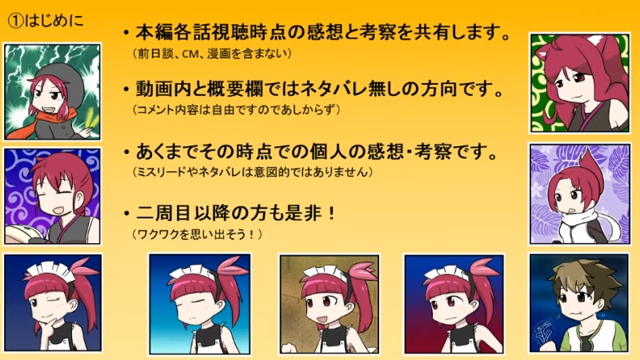 ①はじめに
・本編各話視聴時点の感想と考察を共有します。
（前日談、CM、漫画を含まない）
・動画内と概要欄ではネタバレ無しの方向です。
（コメント内容は自由ですのであしからず）
・あくまでその時点での個人の感想・考察です。
（ミスリードやネタバレは意図的ではありません）
・二周目以降の方も是非！
（ワクワクを思い出そう！）